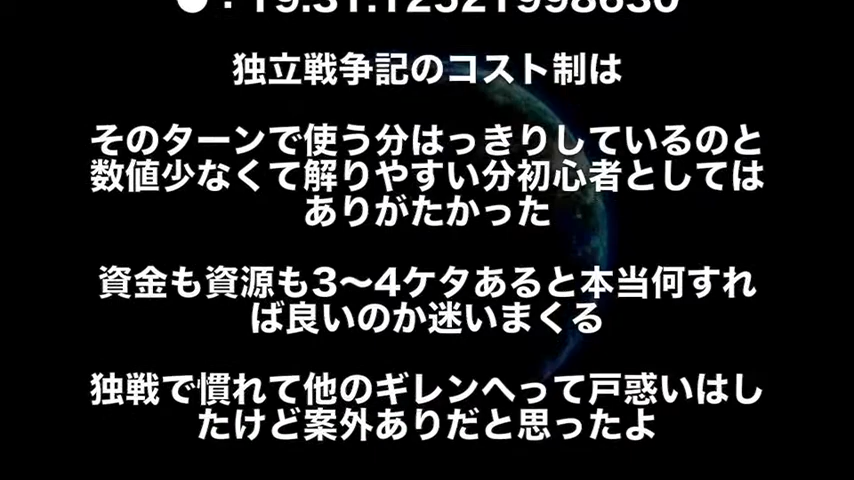 独立戦争記のコスト制は
そのターンで使う分はっきりしているのと
数値少なくて解りやすい分初心者としては
ありがたかった
資金も資源も3〜4ケタあると本当何すれ
ば良いのか迷いまくる
独戦で慣れて他のギレンへって戸惑いはし
たけど案外ありだと思ったよ